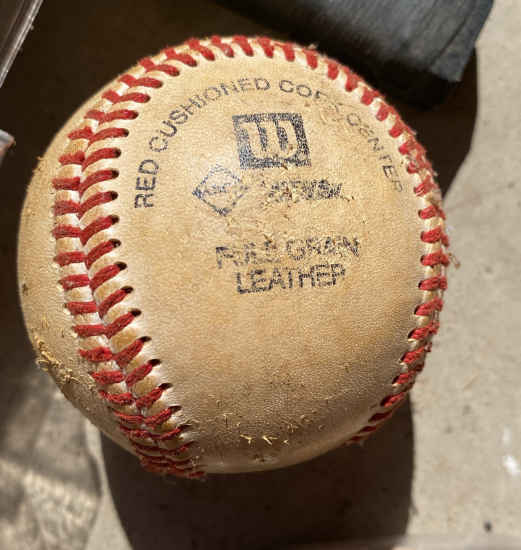 RED CUSHIONED CORK CENTER
W
FULL GRAIN
LEATHER